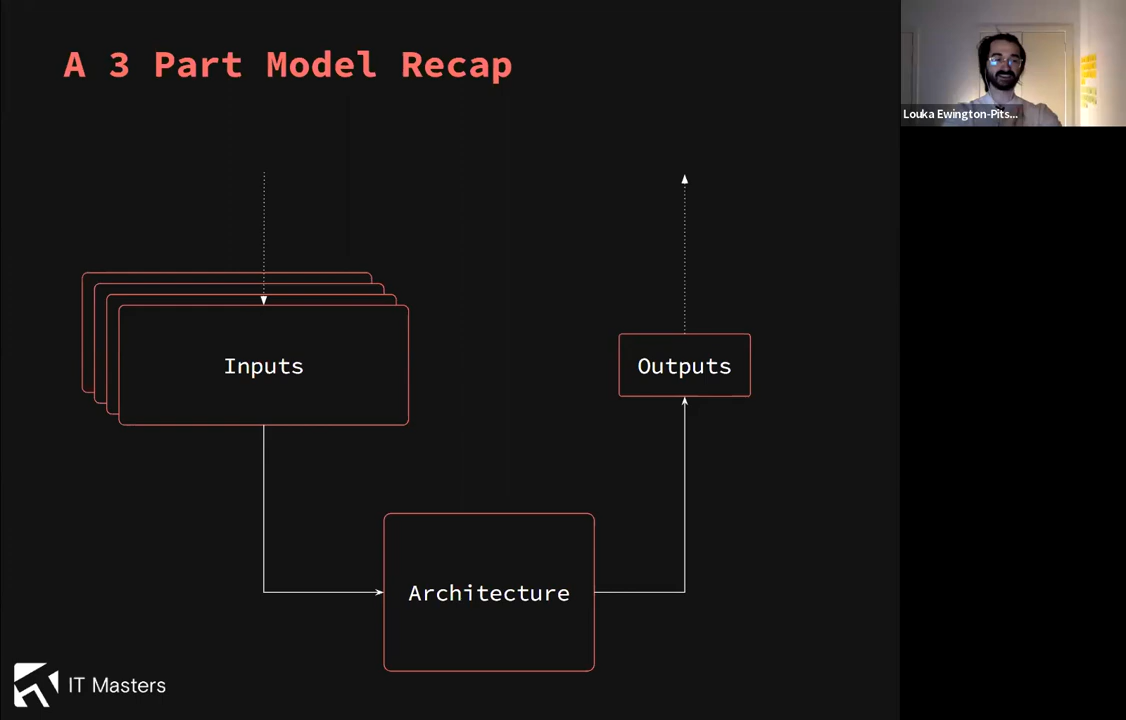 A 3 Part Model Recap
Louka Ewington-Pits...
Inputs
Outputs
Architecture
IT Masters